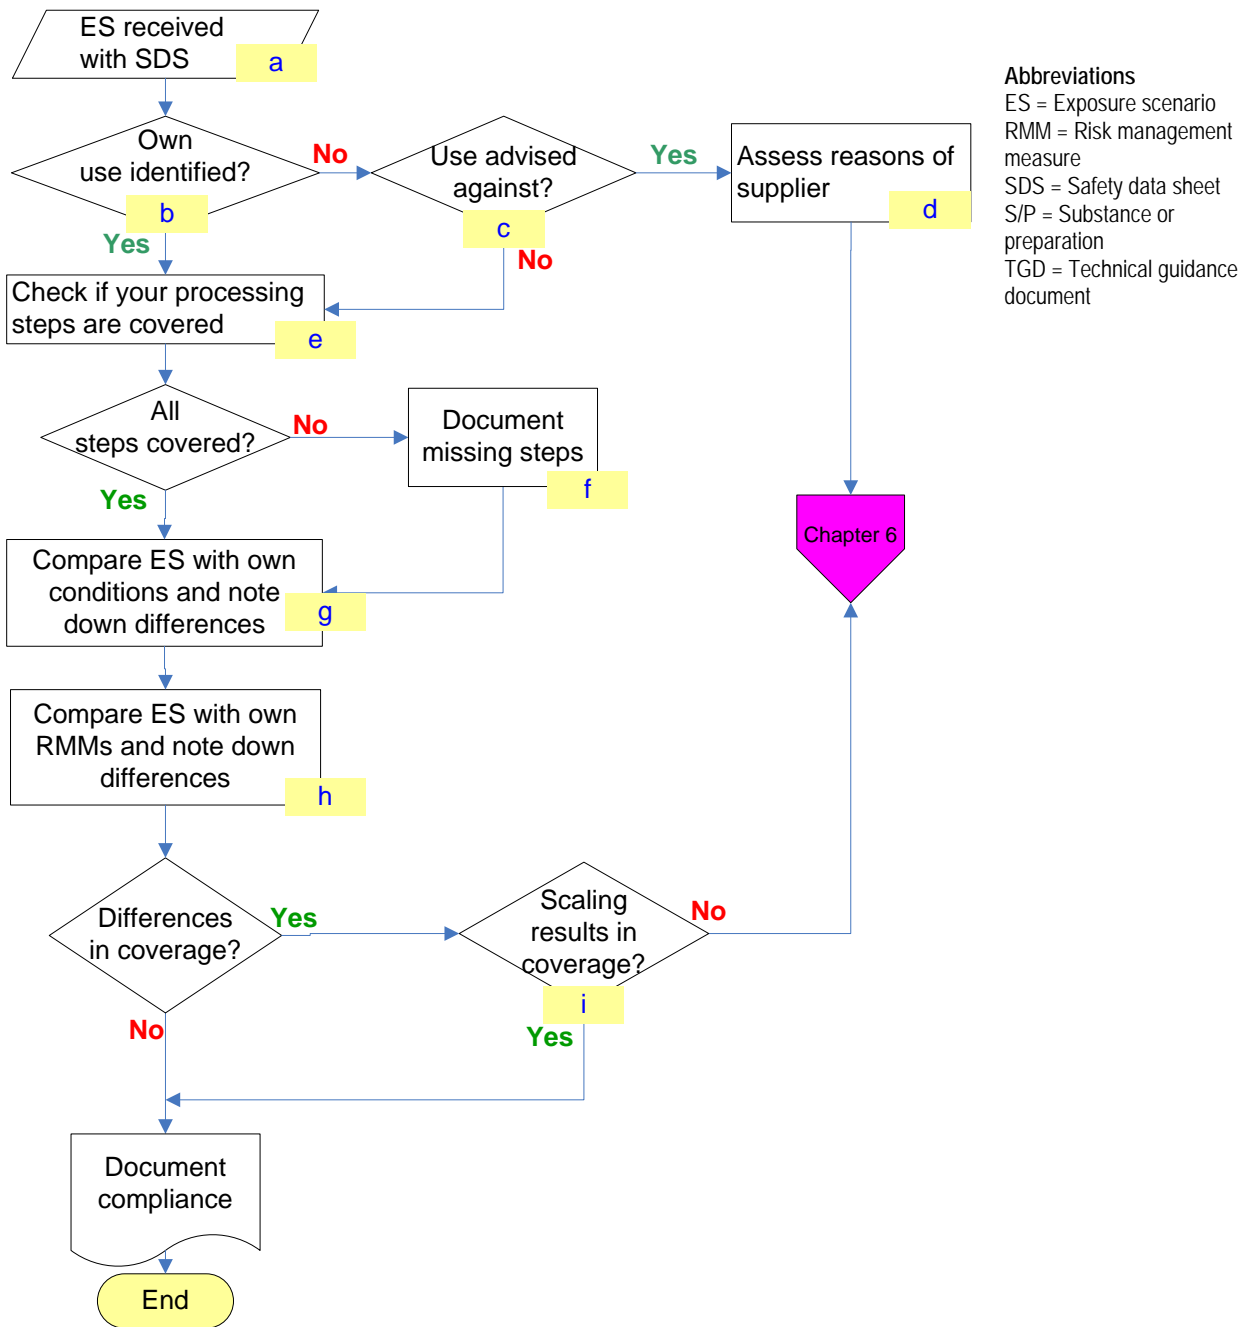 ES received
with SDS
a
Abbreviations
ES = Exposure scenario
RMM = Risk management
measure
SDS = Safety data sheet
S/P = Substance or
preparation
TGD = Technical guidance
document
Own
use identified?
b
No
Yes
Use advised
against?
c
Yes
No
Assess reasons of
supplier
d
Check if your processing
steps are covered
e
All
steps covered?
No
Yes
Document
missing steps
f
Chapter 6
Compare ES with own
conditions and note
down differences
g
Compare ES with own
RMMs and note down
differences
h
Differences
in coverage?
Yes
No
Scaling
results in
coverage?
i
No
Yes
Document
compliance
End